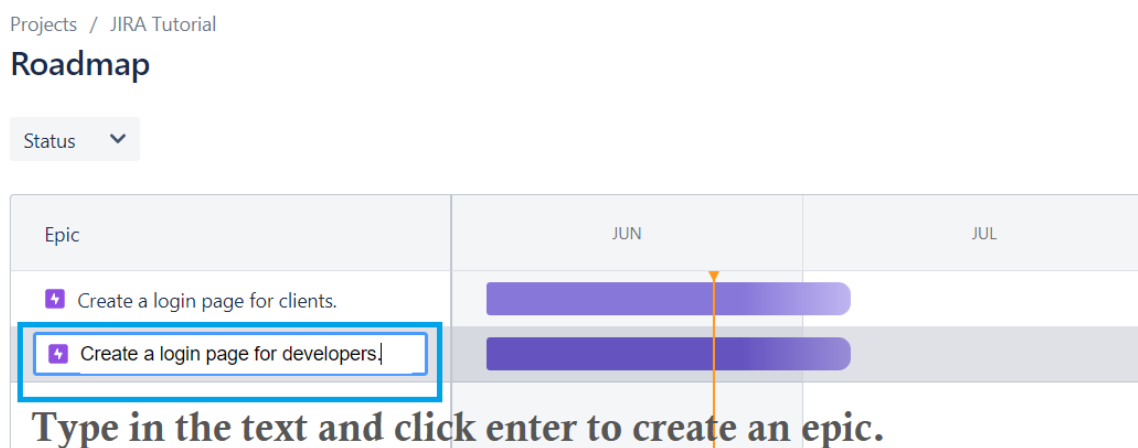 Projects / JIRA Tutorial
Roadmap
Status
Epic JUN JUL
Create a login page for clients.
Create a login page for developers.
Type in the text and click enter to create an epic.